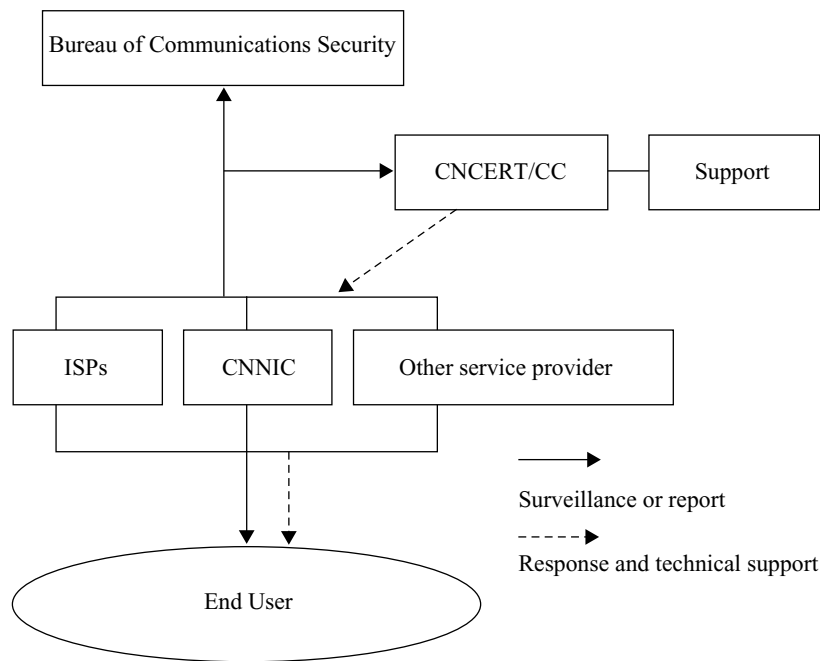 Bureau of Communications Security
CNCERT/CC
Support
ISPs
CNNIC
Other service provider
Surveillance or report
Response and technical support
End User